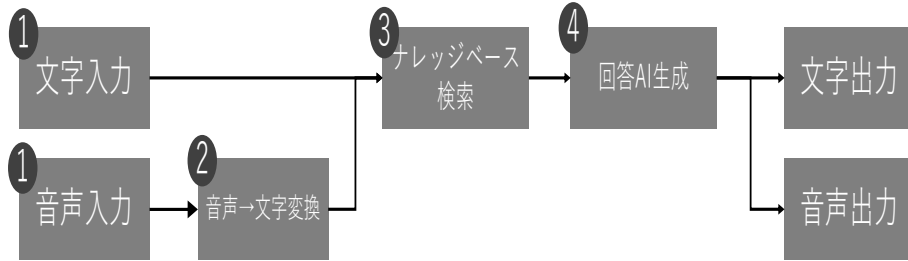 1
文字入力
3
ナレッジベース
検索
4
回答AI生成
文字出力
1
音声入力
2
音声→文字変換
音声出力